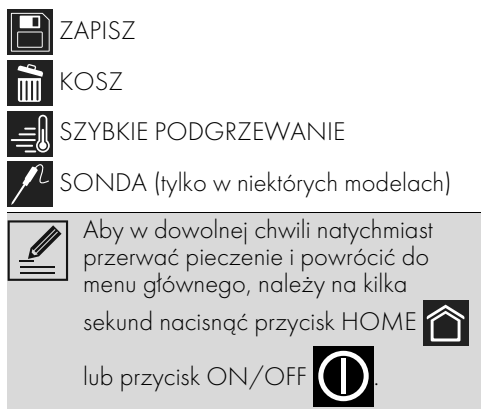 ZAPISZ
KOSZ
SZYBKIE PODGRZEWANIE
SONDA (tylko w niektórych modelach)
Aby w dowolnej chwili natychmiast
przerwać pieczenie i powrócić do
menu głównego, należy na kilka
sekund nacisnąć przycisk HOME
lub przycisk ON/OFF .